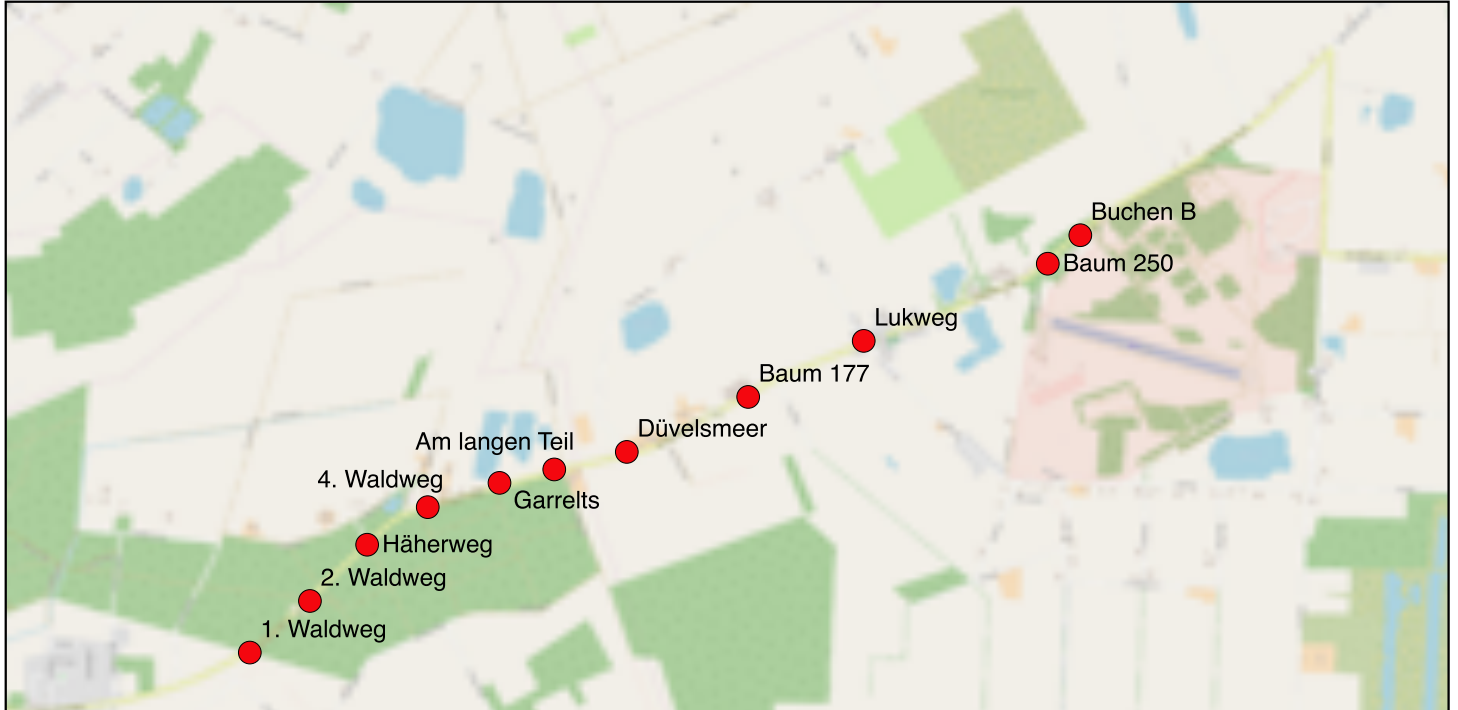 Buchen B
Baum 250
Lukweg
Baum 177
Düvelsmeer
Am langen Teil
4. Waldweg
Garrelts
Häherweg
2. Waldweg
1. Waldweg